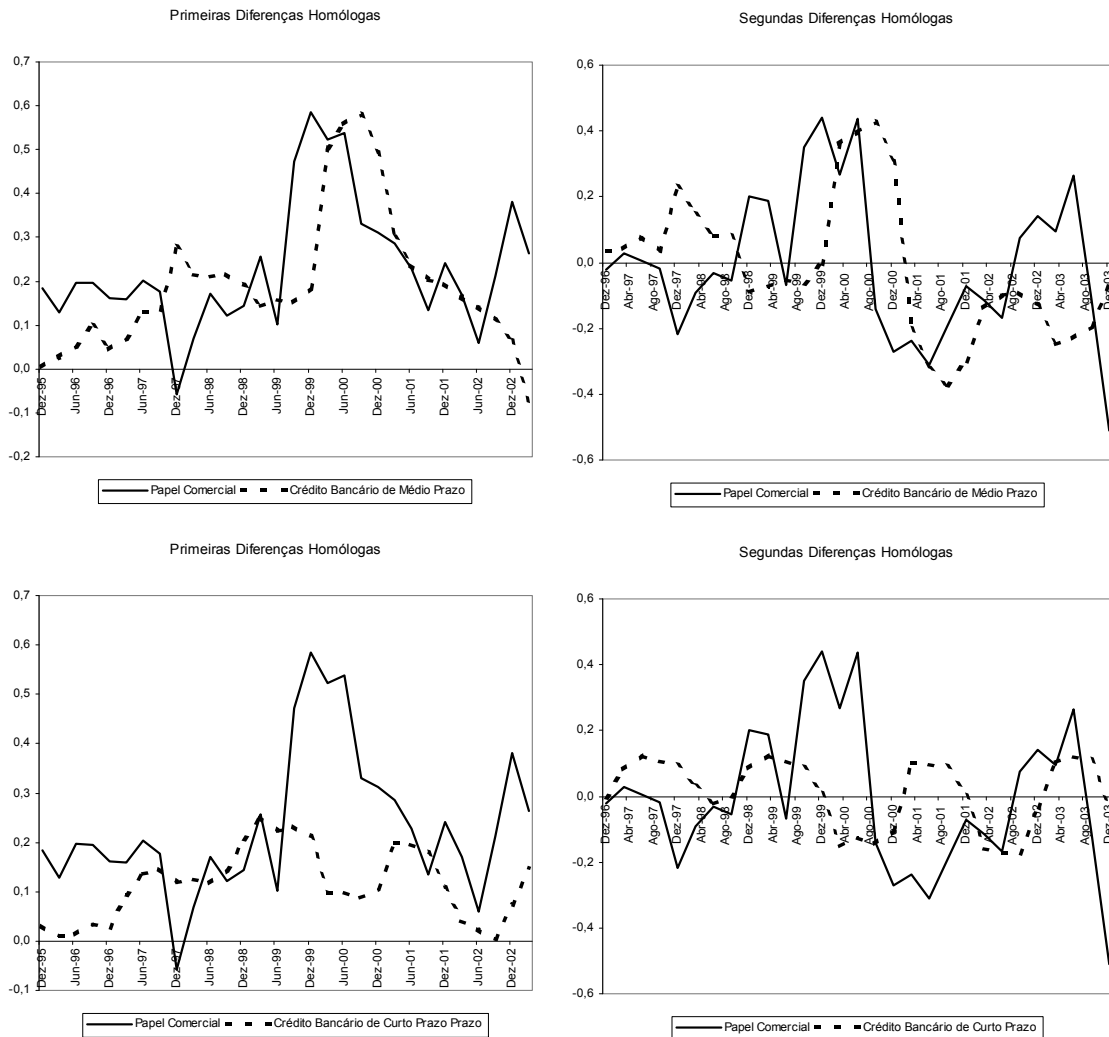 Primeiras Diferenças Homólogas
0,7
0,6
0,5
0,4
0,3
0,2
0,1
0,0
-0,1
-0,2
Dez-95
Jun-96
Dez-96
Jun-97
Dez-97
Jun-98
Dez-98
Jun-99
Dez-99
Jun-00
Dez-00
Jun-01
Dez-01
Jun-02
Dez-02
Papel Comercial
Crédito Bancário de Médio Prazo
Segundas Diferenças Homólogas
0,6
0,4
0,2
0,0
-0,2
-0,4
-0,6
Dez-96
Abr-97
Ago-97
Dez-97
Abr-98
Ago-98
Dez-98
Abr-99
Ago-99
Dez-99
Abr-00
Ago-00
Dez-00
Abr-01
Ago-01
Dez-01
Abr-02
Ago-02
Dez-02
Abr-03
Ago-03
Dez-03
Papel Comercial
Crédito Bancário de Médio Prazo
Primeiras Diferenças Homólogas
0,7
0,6
0,5
0,4
0,3
0,2
0,1
0,0
-0,1
Dez-95
Jun-96
Dez-96
Jun-97
Dez-97
Jun-98
Dez-98
Jun-99
Dez-99
Jun-00
Dez-00
Jun-01
Dez-01
Jun-02
Dez-02
Papel Comercial
Crédito Bancário de Curto Prazo Prazo
Segundas Diferenças Homólogas
0,6
0,4
0,2
0,0
-0,2
-0,4
-0,6
Dez-96
Abr-97
Ago-97
Dez-97
Abr-98
Ago-98
Dez-98
Abr-99
Ago-99
Dez-99
Abr-00
Ago-00
Dez-00
Abr-01
Ago-01
Dez-01
Abr-02
Ago-02
Dez-02
Abr-03
Ago-03
Dez-03
Papel Comercial
Crédito Bancário de Curto Prazo